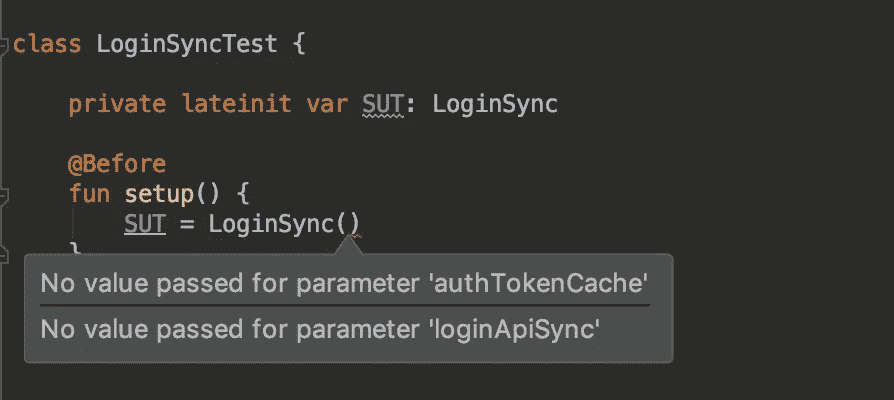 class LoginSyncTest {
private lateinit var SUT: LoginSync
@Before
fun setup() {
SUT = LoginSync()
}
No value passed for parameter 'authTokenCache'
No value passed for parameter 'loginApiSync'